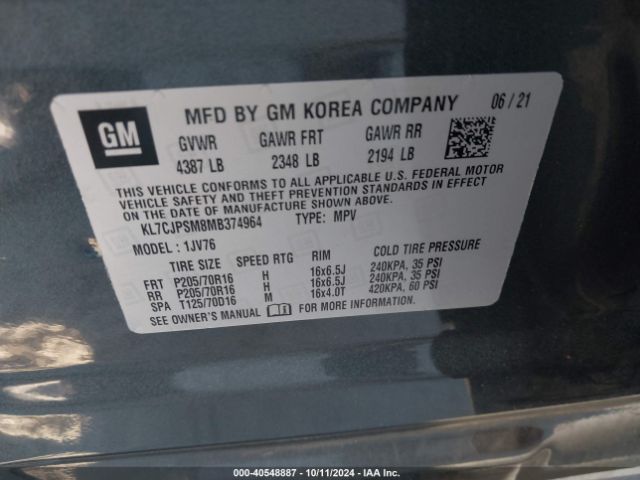 GM
MFD BY GM KOREA COMPANY 06 / 21
GVWR GAWR FRT GAWR RR
4387 LB 2348 LB 2194 LB
THIS VEHICLE CONFORMS TO ALL APPLICABLE U.S. FEDERAL MOTOR
VEHICLE SAFETY AND THEFT PREVENTION STANDARDS IN EFFECT
ON THE DATE OF MANUFACTURE SHOWN ABOVE.
KL7CJPSM8MB374964 TYPE: MPV
MODEL: 1JV76
TIRE SIZE SPEED RTG RIM COLD TIRE PRESSURE
FRT P205/70R16 H 16x6.5J 240KPA, 35 PSI
RR P205/70R16 H 16x6.5J 240KPA, 35 PSI
SPA T125/70D16 M 16x4.0T 420KPA, 60 PSI
SEE OWNER'S MANUAL FOR MORE INFORMATION.
000-40548887 - 10/11/2024 - IAA Inc.